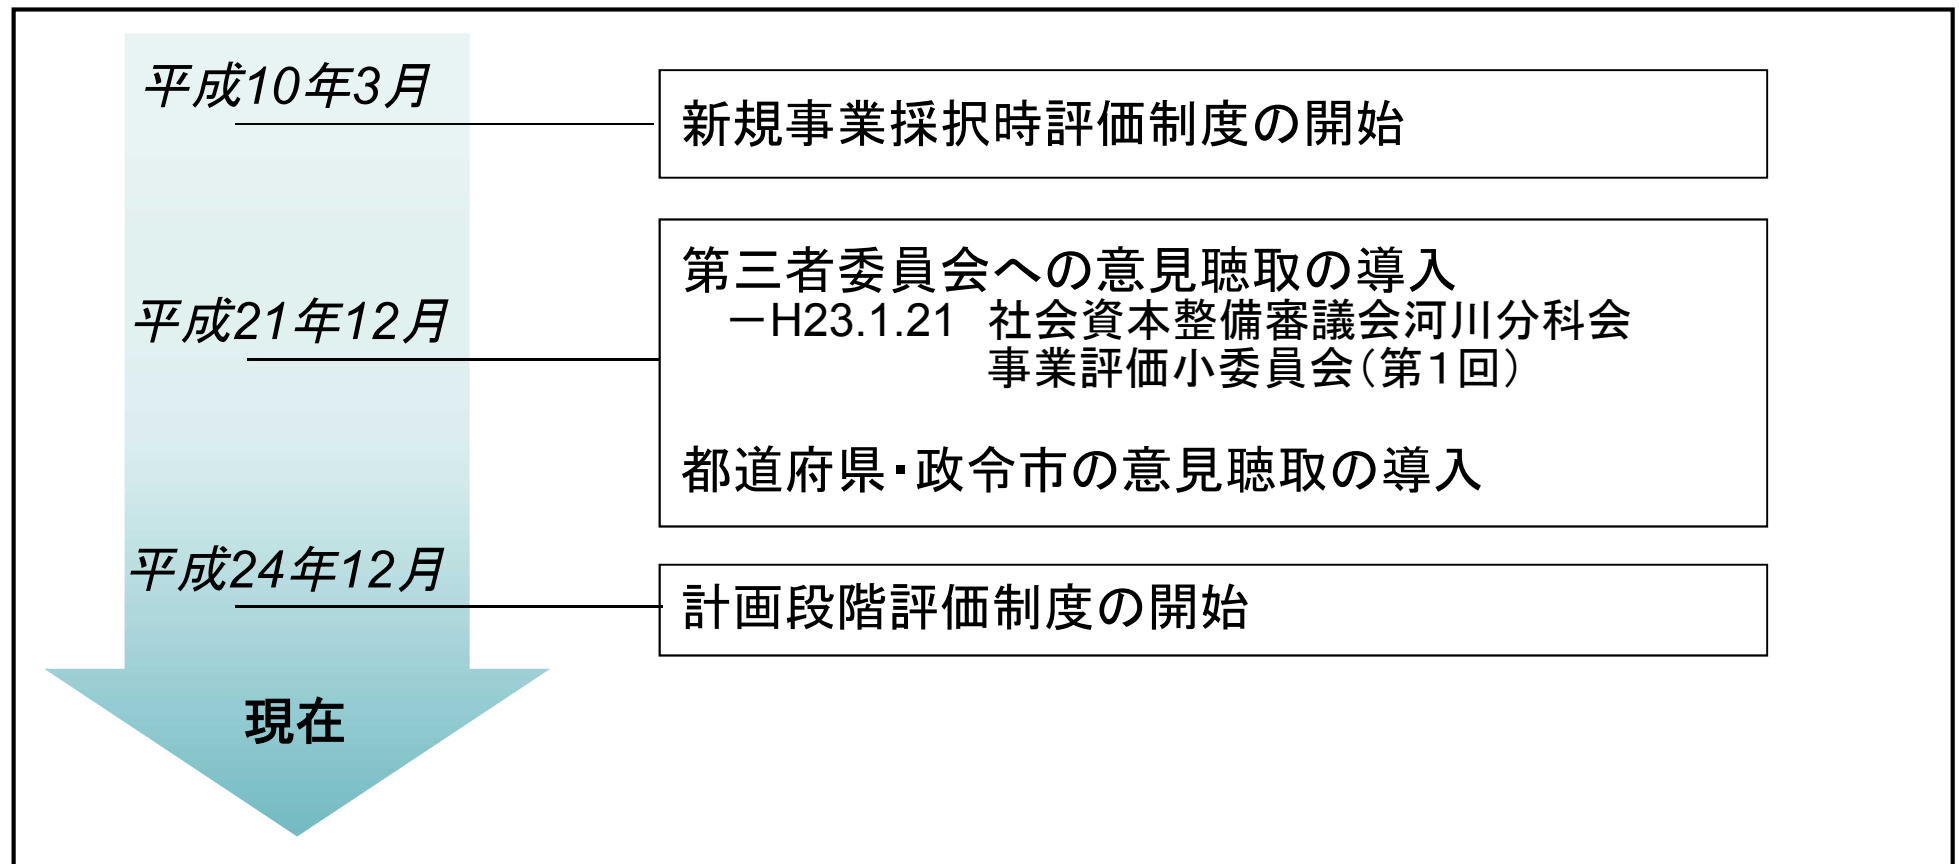 平成10年3月
新規事業採択時評価制度の開始
平成21年12月
第三者委員会への意見聴取の導入
－H23.1.21　社会資本整備審議会河川分科会
事業評価小委員会（第１回）
都道府県・政令市の意見聴取の導入
平成24年12月
計画段階評価制度の開始
現在